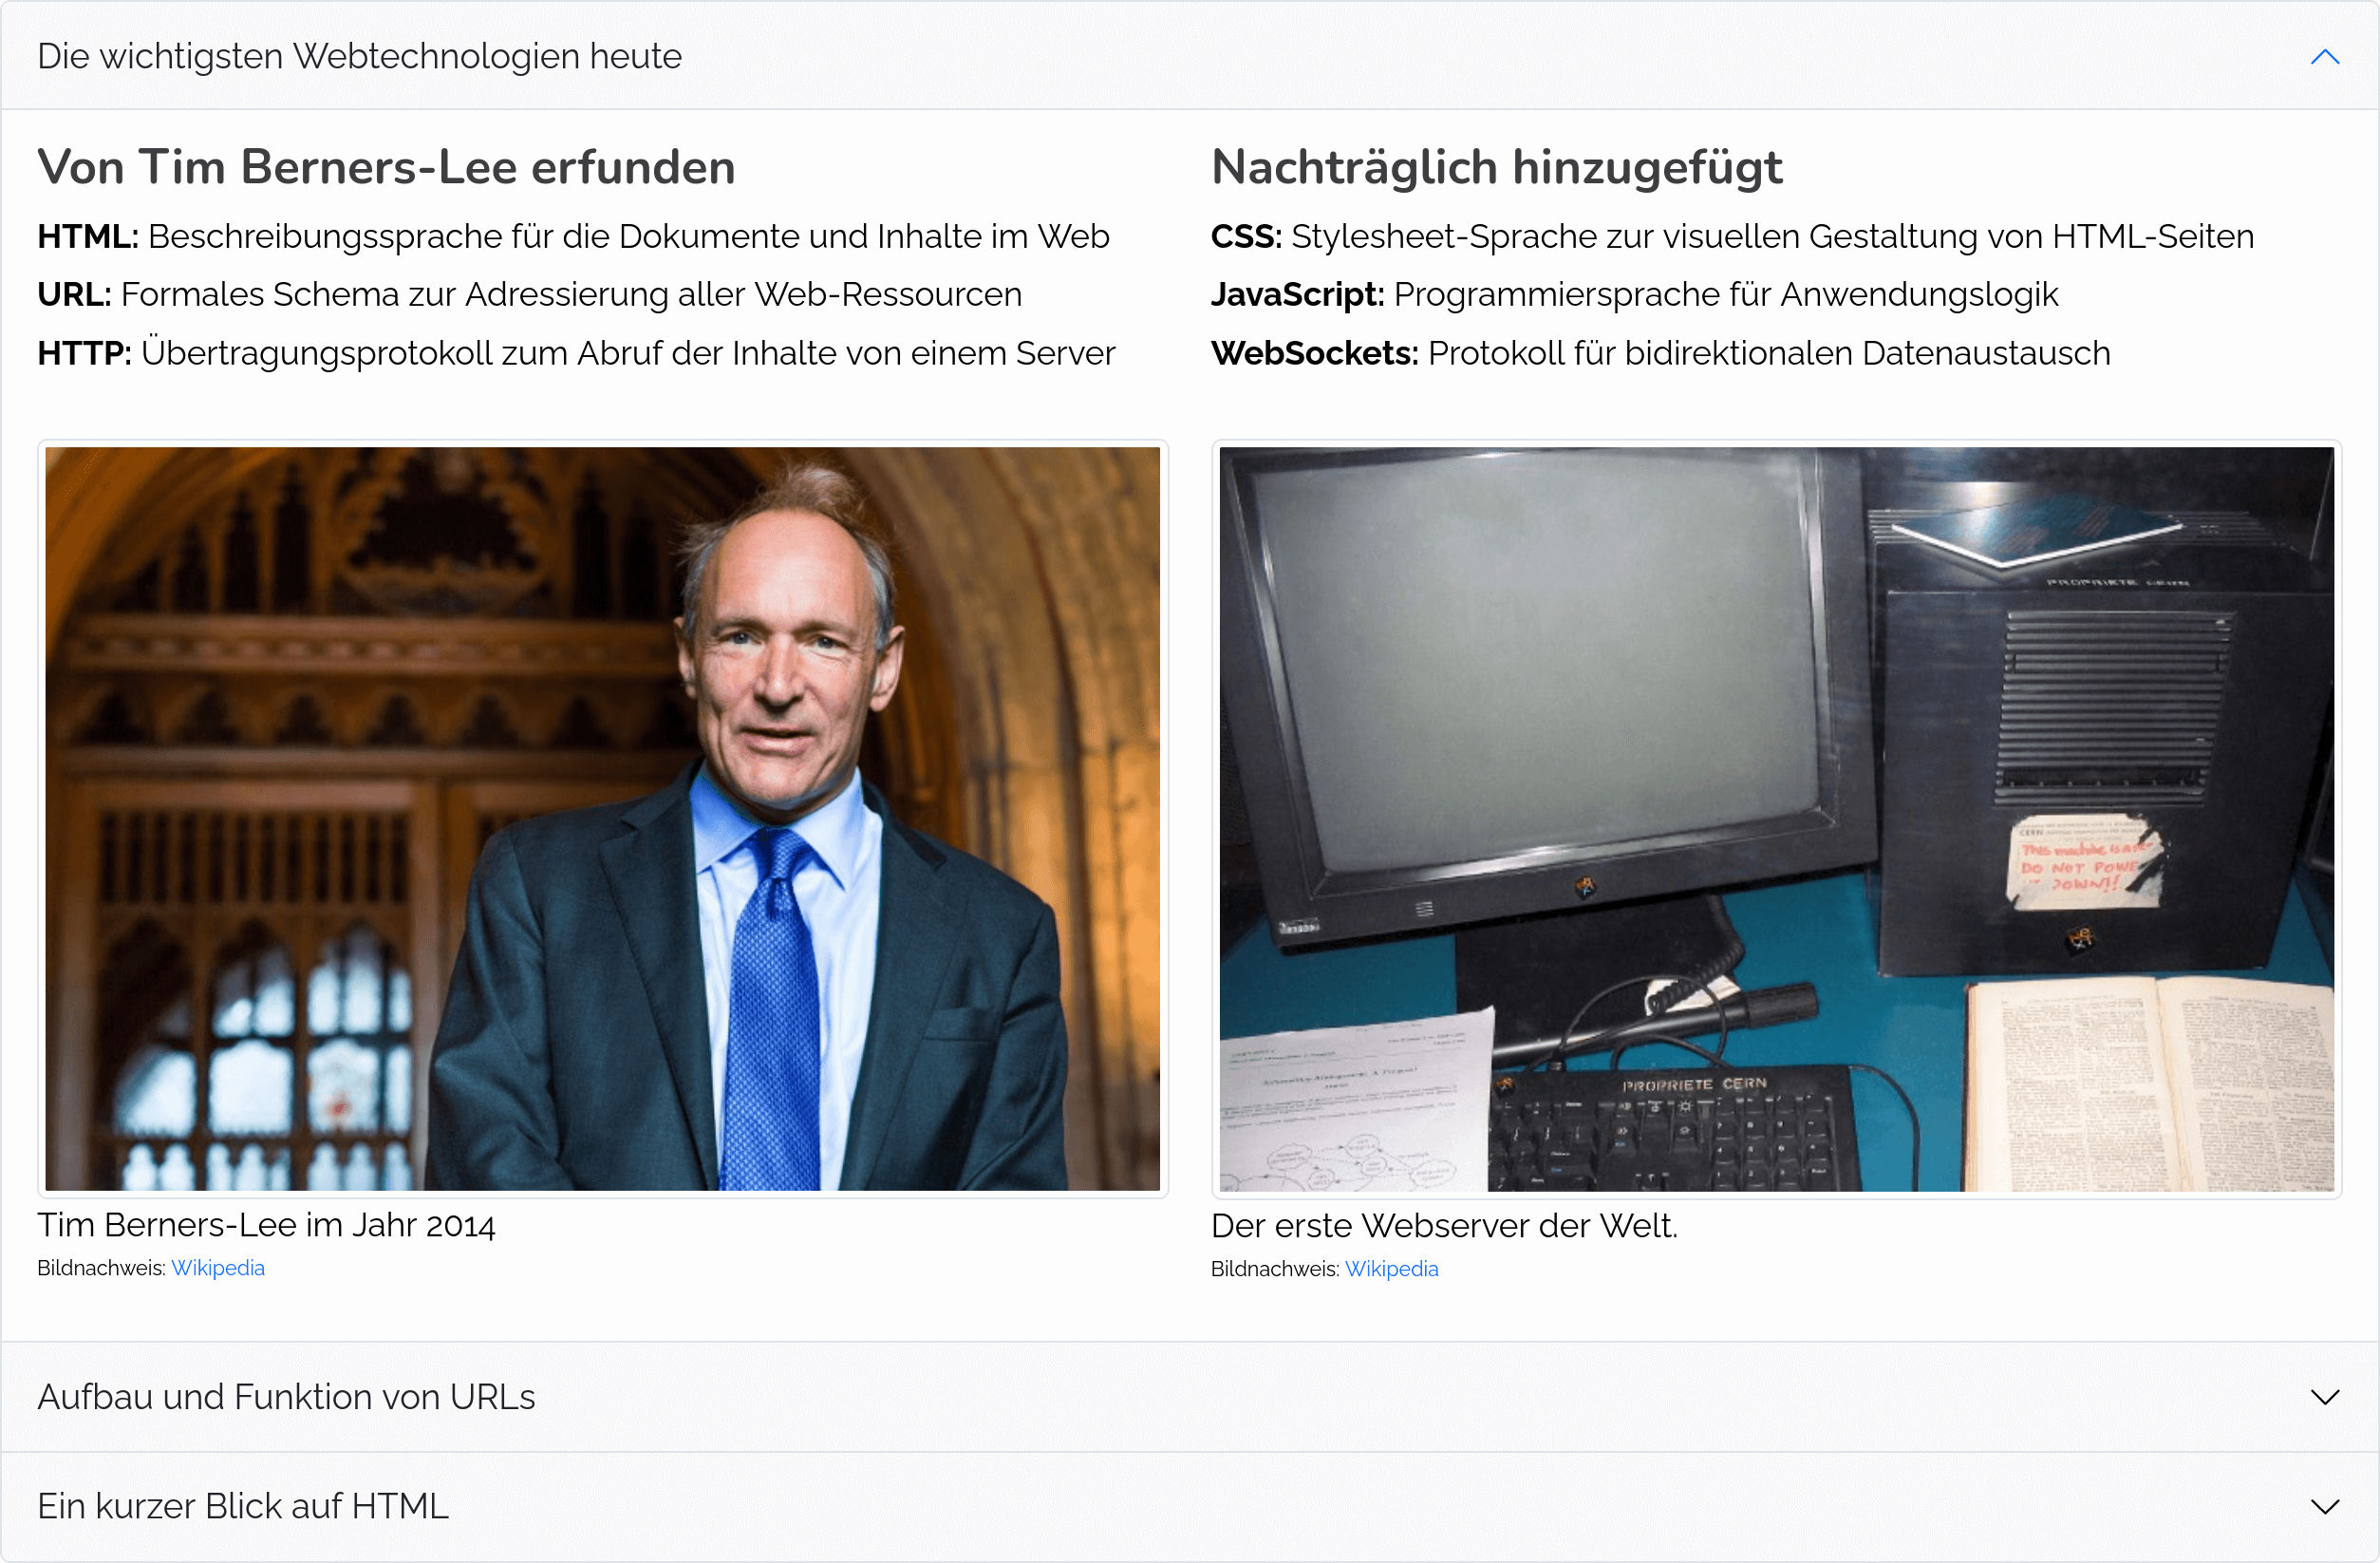 Die wichtigsten Webtechnologien heute
Von Tim Berners-Lee erfunden
HTML: Beschreibungssprache für die Dokumente und Inhalte im Web
URL: Formales Schema zur Adressierung aller Web-Ressourcen
HTTP: Übertragungsprotokoll zum Abruf der Inhalte von einem Server
Nachträglich hinzugefügt
CSS: Stylesheet-Sprache zur visuellen Gestaltung von HTML-Seiten
JavaScript: Programmiersprache für Anwendungslogik
WebSockets: Protokoll für bidirektionalen Datenaustausch
PROPRIETE CERN
CERN
This machine is a
DO NOT POWE
DOWN!!
PROPRIETE CERN
Tim Berners-Lee im Jahr 2014
Bildnachweis: Wikipedia
Der erste Webserver der Welt.
Bildnachweis: Wikipedia
Aufbau und Funktion von URLs
Ein kurzer Blick auf HTML